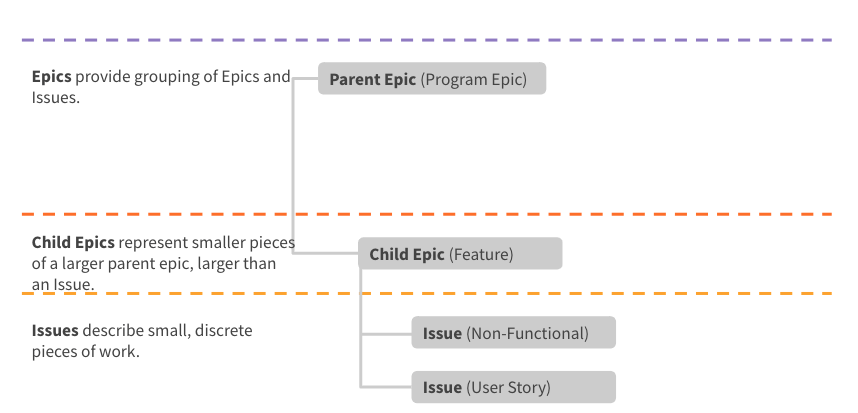 Epics provide grouping of Epics and
Issues.
Parent Epic (Program Epic)
Child Epics represent smaller pieces
of a larger parent epic, larger than
an Issue.
Child Epic (Feature)
Issues describe small, discrete
pieces of work.
Issue (Non-Functional)
Issue (User Story)